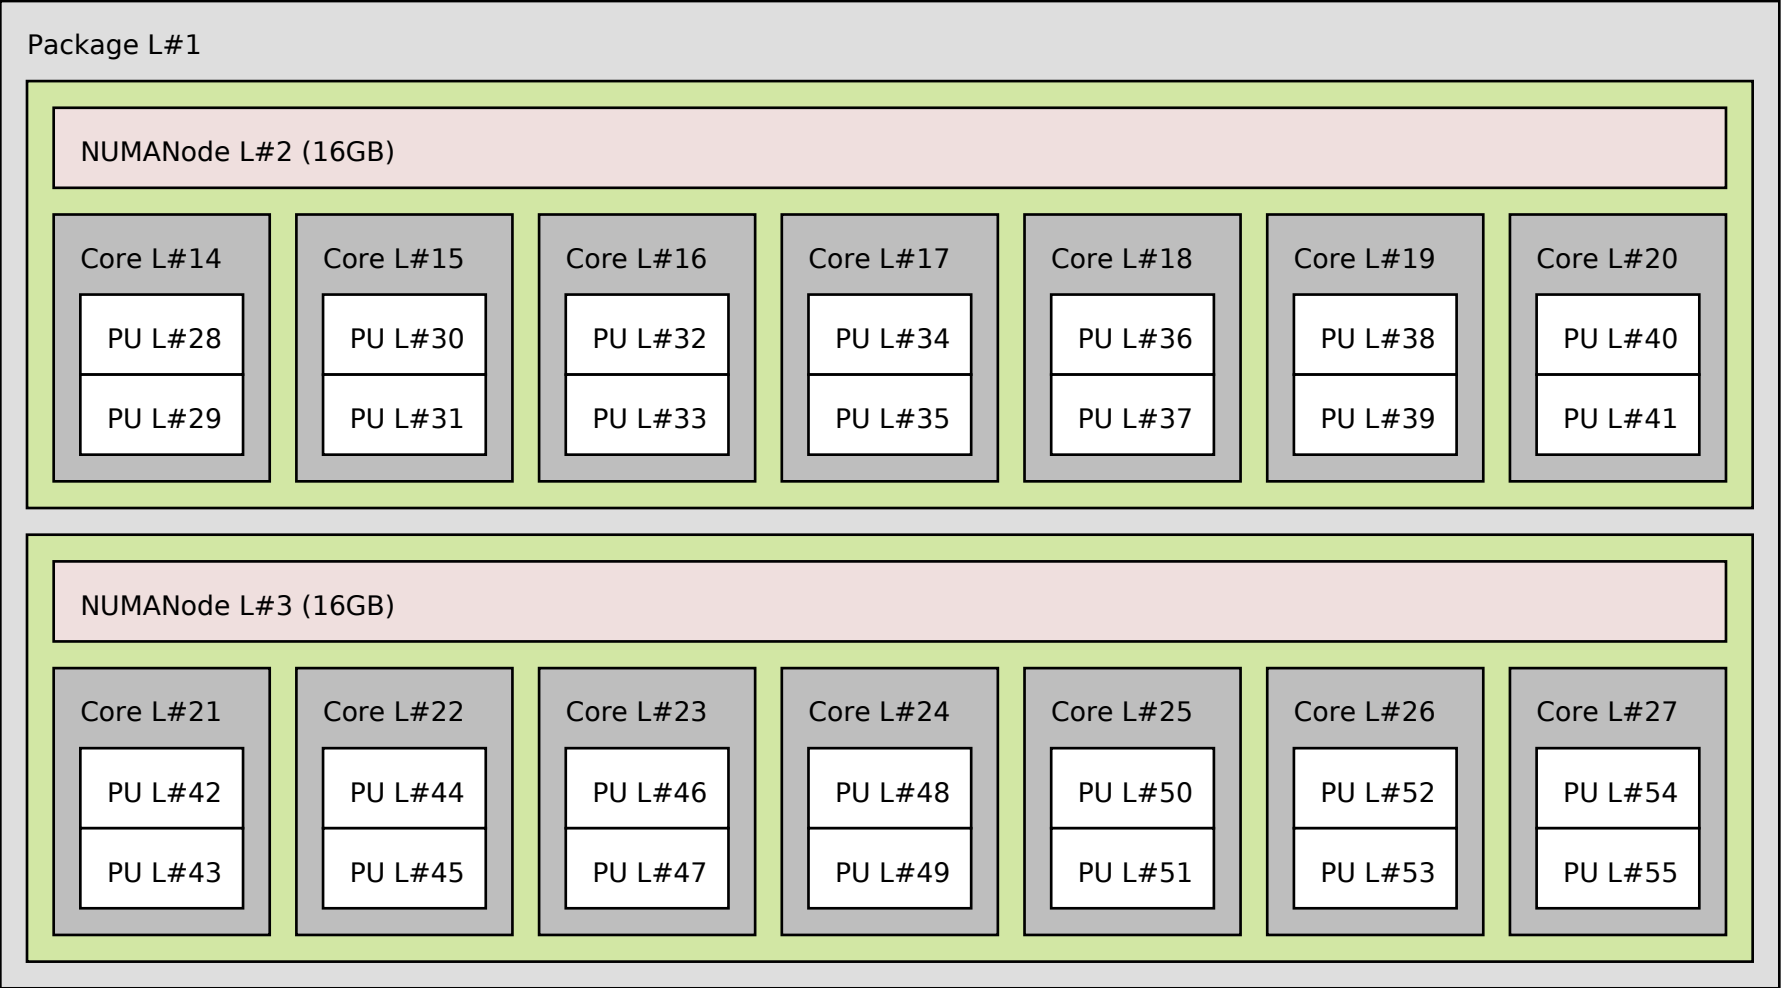 Package L#1
NUMANode L#2 (16GB)
Core L#14 Core L#15 Core L#16 Core L#17 Core L#18 Core L#19 Core L#20
PU L#28 PU L#30 PU L#32 PU L#34 PU L#36 PU L#38 PU L#40
PU L#29 PU L#31 PU L#33 PU L#35 PU L#37 PU L#39 PU L#41
NUMANode L#3 (16GB)
Core L#21 Core L#22 Core L#23 Core L#24 Core L#25 Core L#26 Core L#27
PU L#42 PU L#44 PU L#46 PU L#48 PU L#50 PU L#52 PU L#54
PU L#43 PU L#45 PU L#47 PU L#49 PU L#51 PU L#53 PU L#55